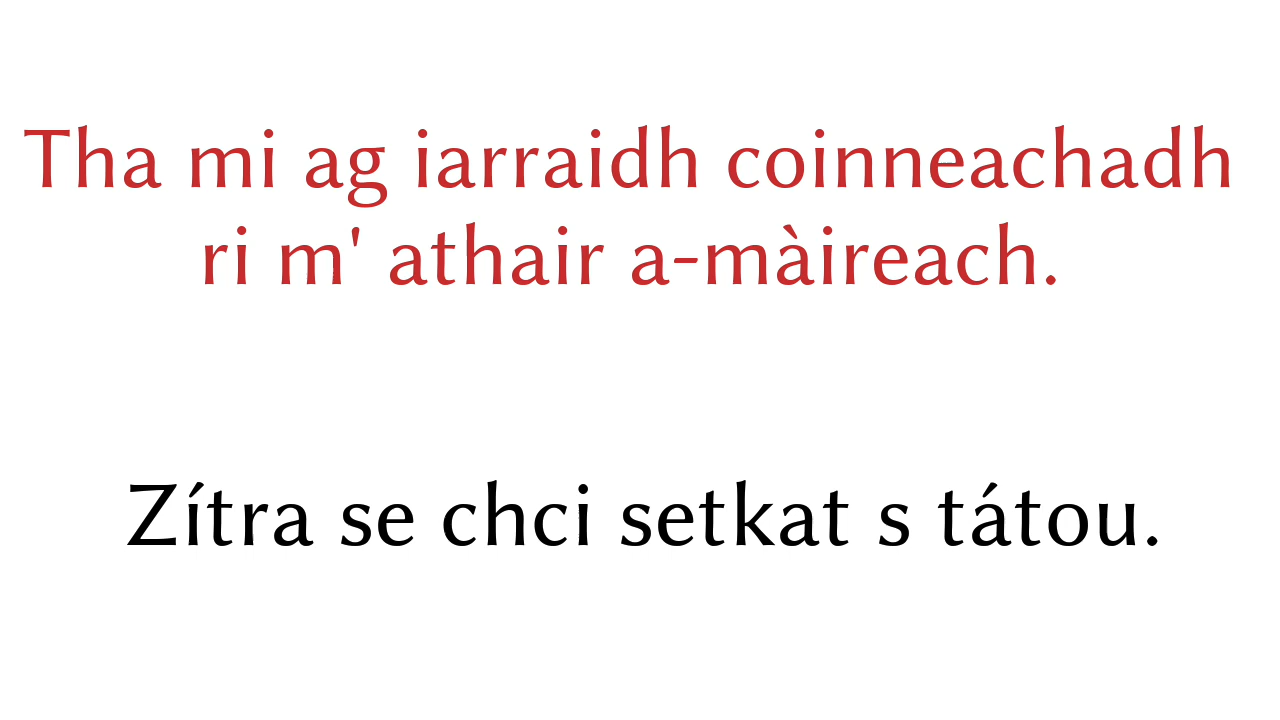 Tha mi ag iarraidh coinneachadh
ri m' athair a-màireach.
Zítra se chci setkat s tátou.